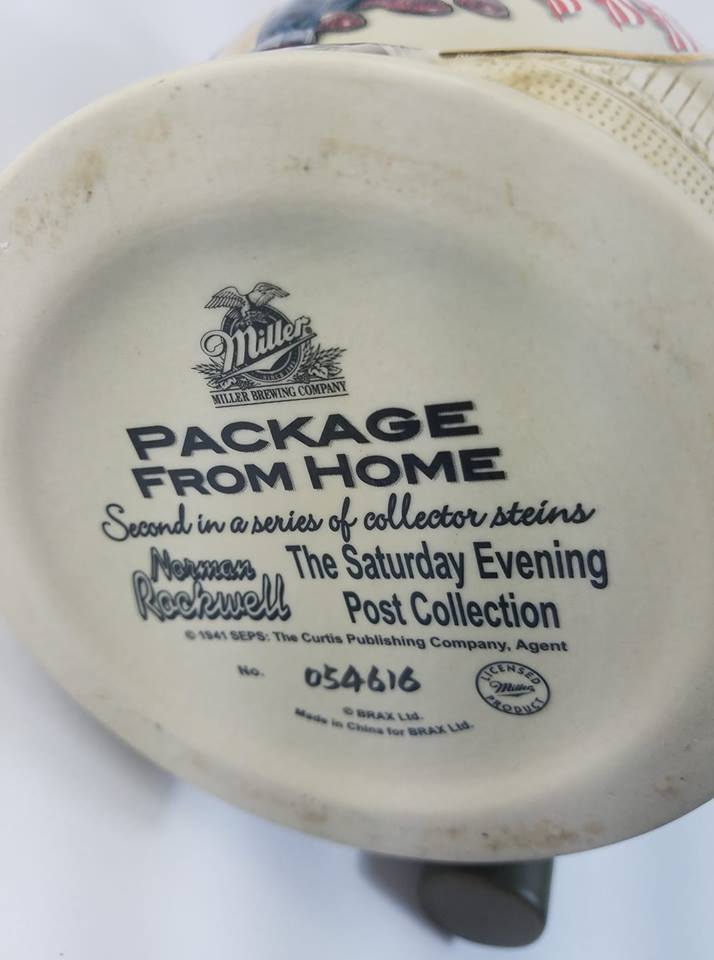 Miller
MILLER BREWING COMPANY
PACKAGE
FROM HOME
Second in a series of collector steins
Norman Rockwell
The Saturday Evening
Post Collection
© 1941 SEPS: The Curtis Publishing Company, Agent
No. 054616
LICENSED
Miller
PRODUCT
© BRAX Ltd.
Made in China for BRAX Ltd.